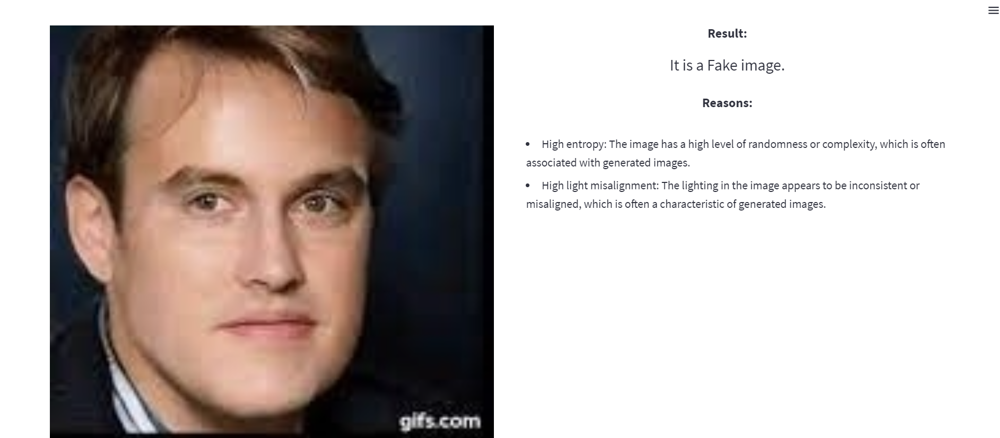 Result:
It is a Fake image.
Reasons:
• High entropy: The image has a high level of randomness or complexity, which is often
associated with generated images.
• High light misalignment: The lighting in the image appears to be inconsistent or
misaligned, which is often a characteristic of generated images.
gifs.com